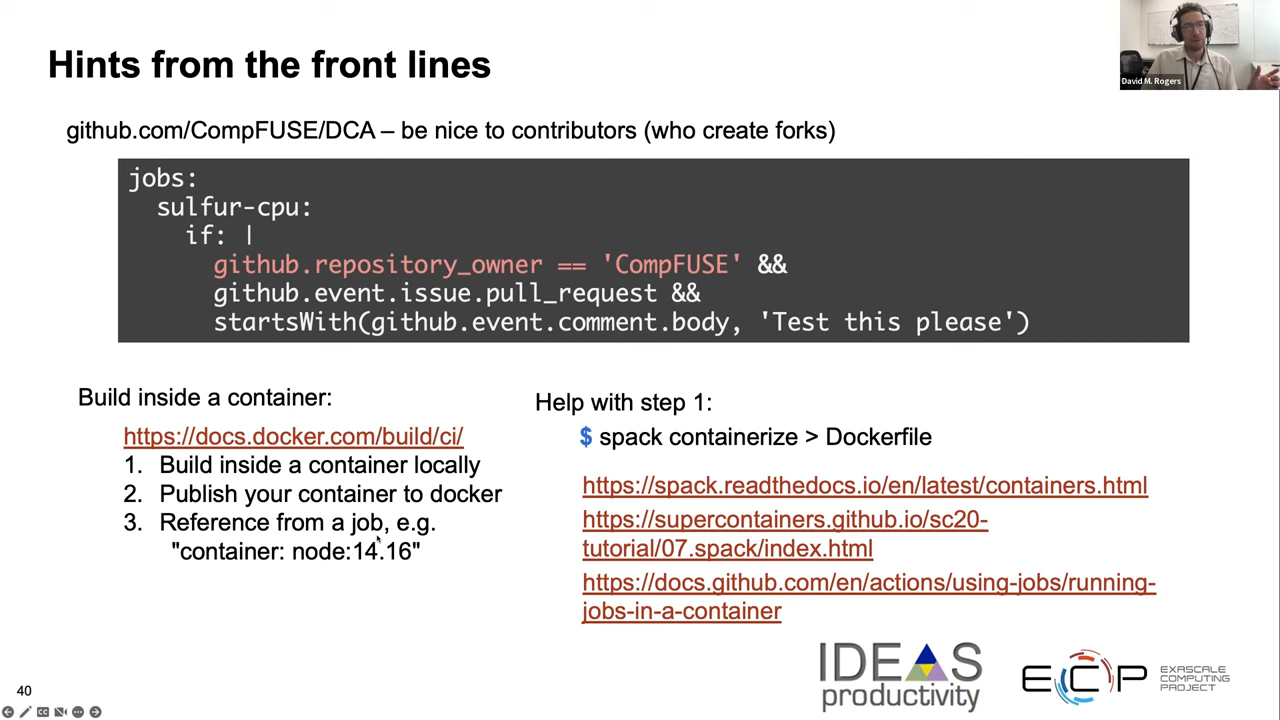 Hints from the front lines
David M. Rogers
github.com/CompFUSE/DCA – be nice to contributors (who create forks)
jobs:
sulfur-cpu:
if: |
github.repository_owner == 'CompFUSE' &&
github.event.issue.pull_request &&
startsWith(github.event.comment.body, 'Test this please')
Build inside a container:
https://docs.docker.com/build/ci/
1. Build inside a container locally
2. Publish your container to docker
3. Reference from a job, e.g.
"container: node:14.16"
Help with step 1:
$ spack containerize > Dockerfile
https://spack.readthedocs.io/en/latest/containers.html
https://supercontainers.github.io/sc20-
tutorial/07.spack/index.html
https://docs.github.com/en/actions/using-jobs/running-
jobs-in-a-container
IDEAS
productivity
ECP
EXASCALE
COMPUTING
PROJECT
40